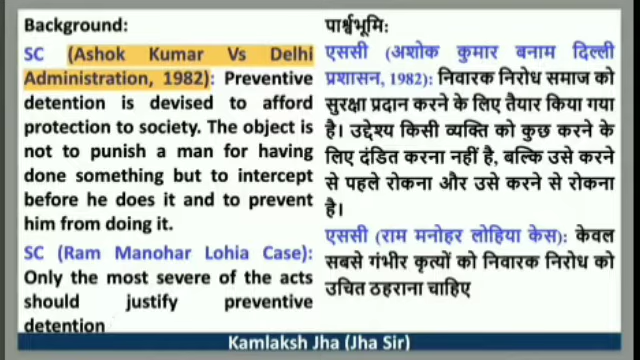 Background:
SC (Ashok Kumar Vs Delhi
Administration, 1982): Preventive
detention is devised to afford
protection to society. The object is
not to punish a man for having
done something but to intercept
before he does it and to prevent
him from doing it.
SC (Ram Manohar Lohia Case):
Only the most severe of the acts
should justify preventive
detention
पार्श्वभूमि:
एससी (अशोक कुमार बनाम दिल्ली
प्रशासन, 1982): निवारक निरोध समाज को
सुरक्षा प्रदान करने के लिए तैयार किया गया
है। उद्देश्य किसी व्यक्ति को कुछ करने के
लिए दंडित करना नहीं है, बल्कि उसे करने
से पहले रोकना और उसे करने से रोकना
है।
एससी (राम मनोहर लोहिया केस): केवल
सबसे गंभीर कृत्यों को निवारक निरोध को
उचित ठहराना चाहिए
Kamlaksh Jha (Jha Sir)